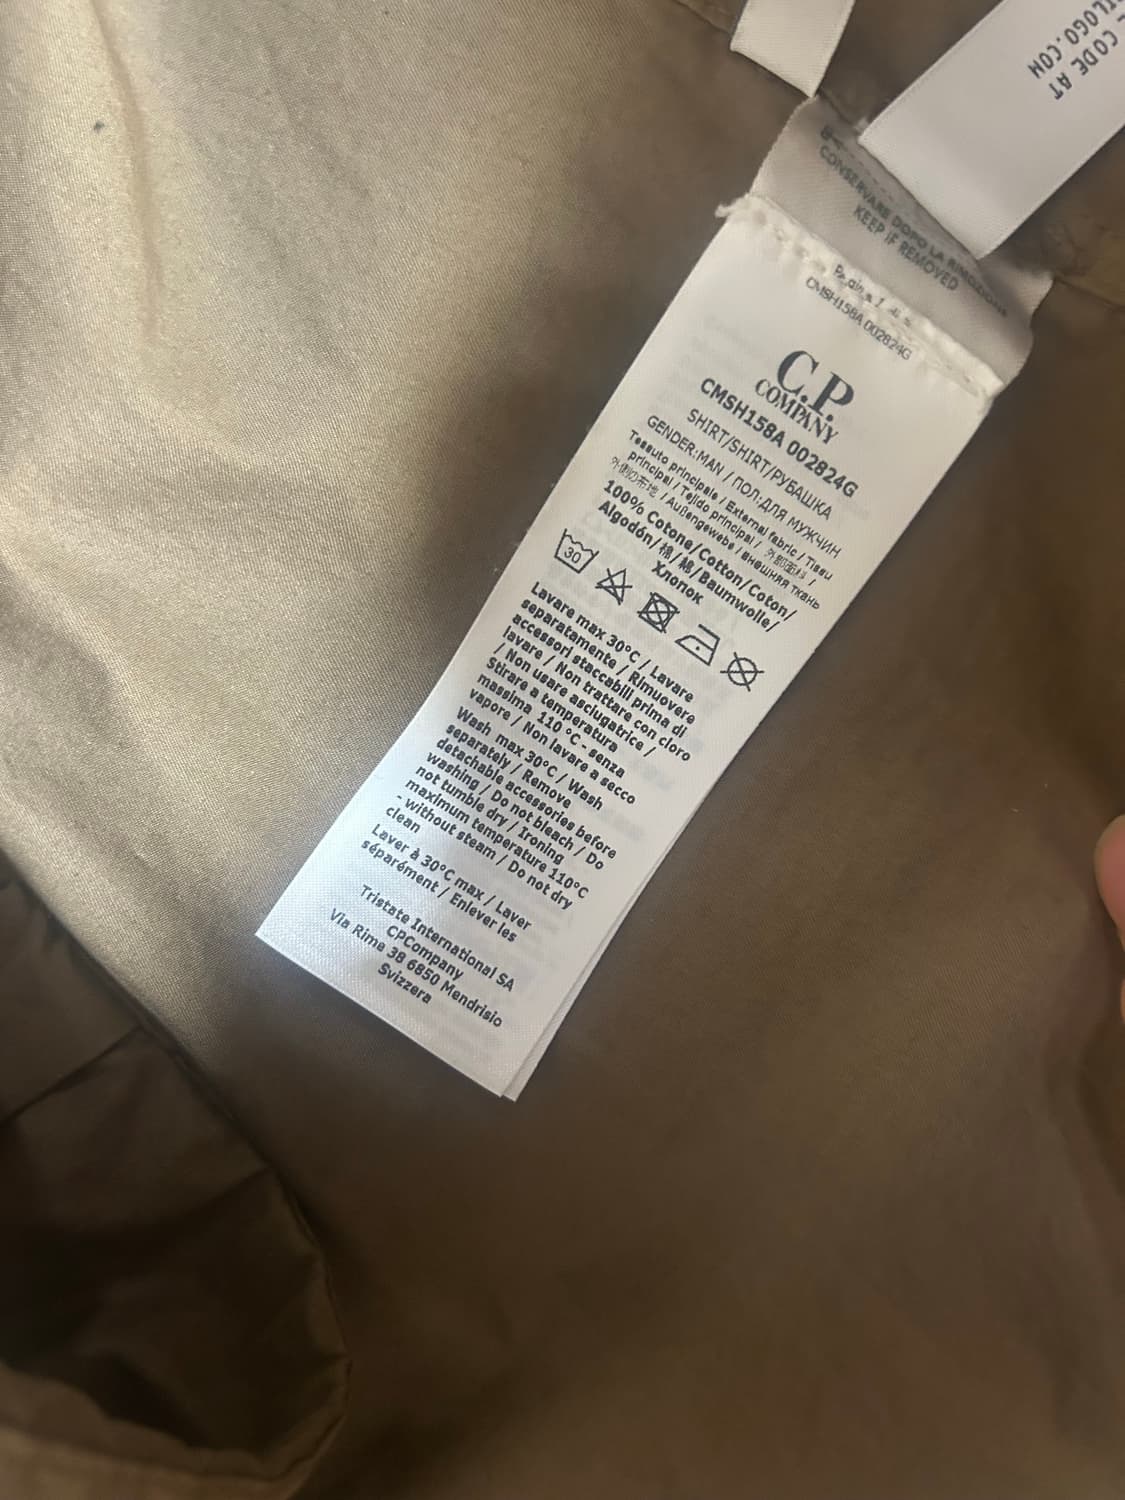 CODE AT
ILOGO.COM
CONSERVARE DOPO LA RIMOZIONE
KEEP IF REMOVED
CMSH158A 002824G
C.P.
COMPANY
CMSH158A 002824G
SHIRT/SHIRT/РУБАШКА
GENDER:MAN / ПОЛ:ДЛЯ МУЖЧИН
Tessuto principale / External fabric / Tissu
principal / Tejido principal / 外部面料 /
外側の布地 / Außengewebe / внешняя ткань
100% Cotone/Cotton/Coton/
Algodón/棉/綿/Baumwolle/
Хлопок
30
Lavare max 30°C / Lavare
separatamente / Rimuovere
accessori staccabili prima di
lavare / Non trattare con cloro
/ Non usare asciugatrice /
Stirare a temperatura
massima 110 °C - senza
vapore / Non lavare a secco
Wash max 30°C / Wash
separately / Remove
detachable accessories before
washing / Do not bleach / Do
not tumble dry / Ironing
maximum temperature 110°C
- without steam / Do not dry
clean
Laver à 30°C max / Laver
séparément / Enlever les
Tristate International SA
CPCompany
Via Rime 38 6850 Mendrisio
Svizzera